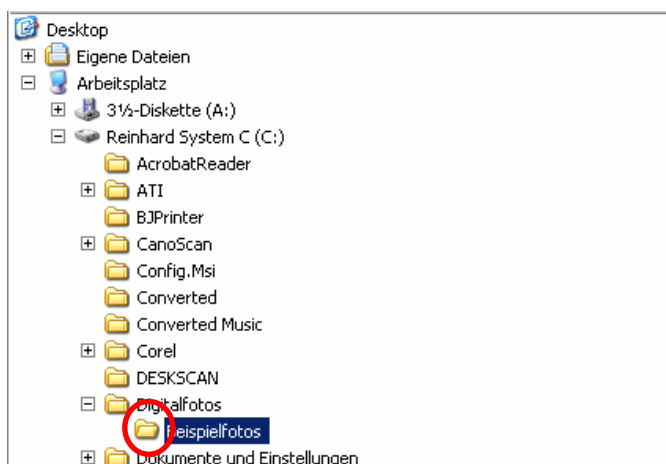 Desktop
Eigene Dateien
Arbeitsplatz
3½-Diskette (A:)
Reinhard System C (C:)
AcrobatReader
ATI
BJPrinter
CanoScan
Config.Msi
Converted
Converted Music
Corel
DESKSCAN
Digitalfotos
Beispielfotos
Dokumente und Einstellungen